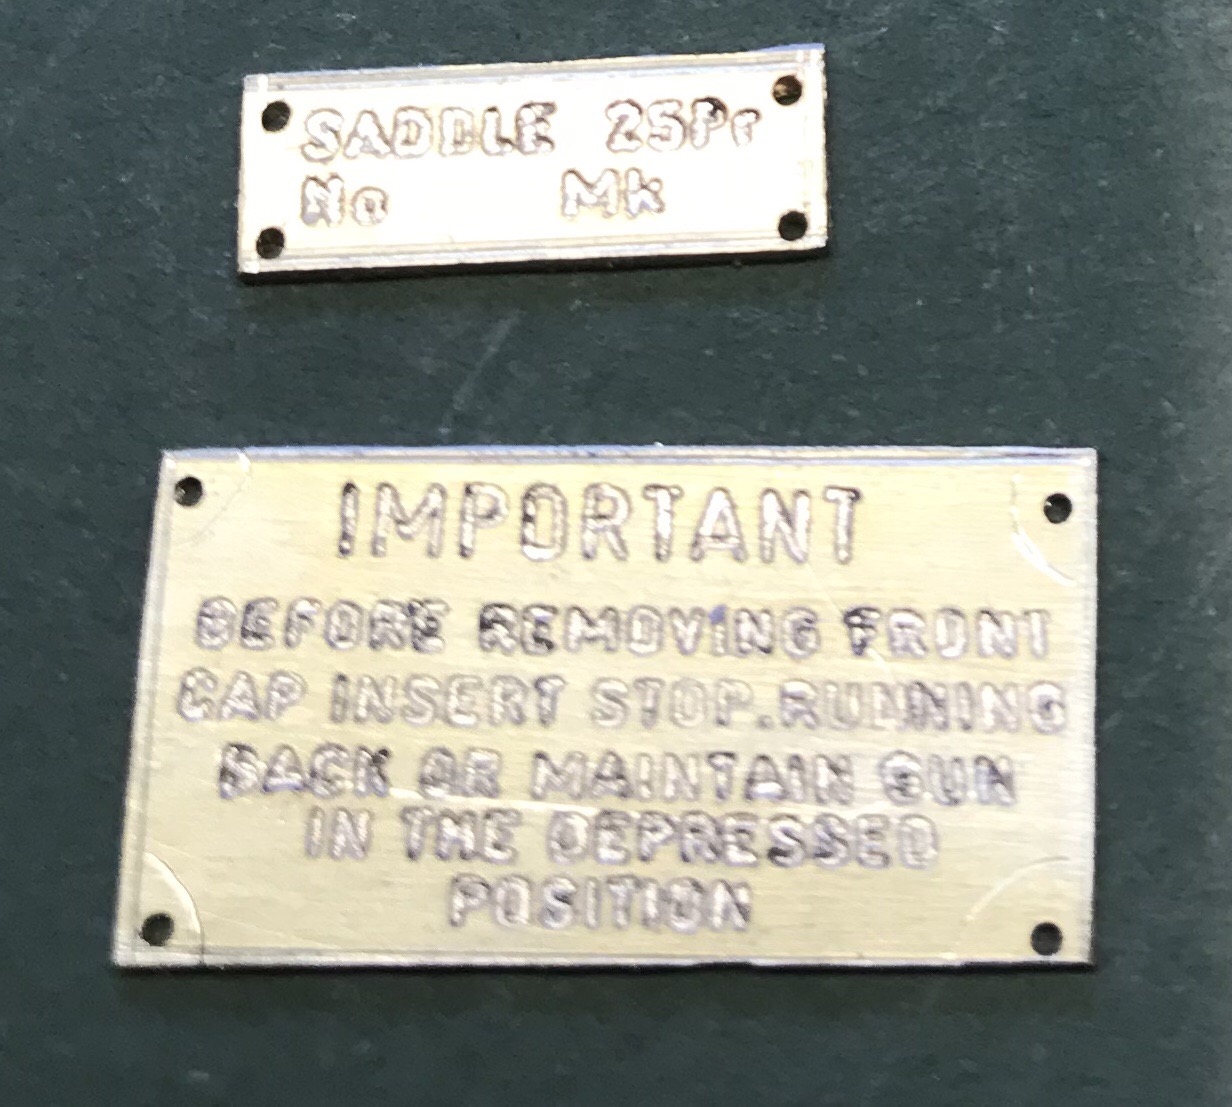 SADDLE 25Pr
No Mk
IMPORTANT
BEFORE REMOVING FRONT
CAP INSERT STOP.RUNNING
BACK OR MAINTAIN GUN
IN THE DEPRESSED
POSITION